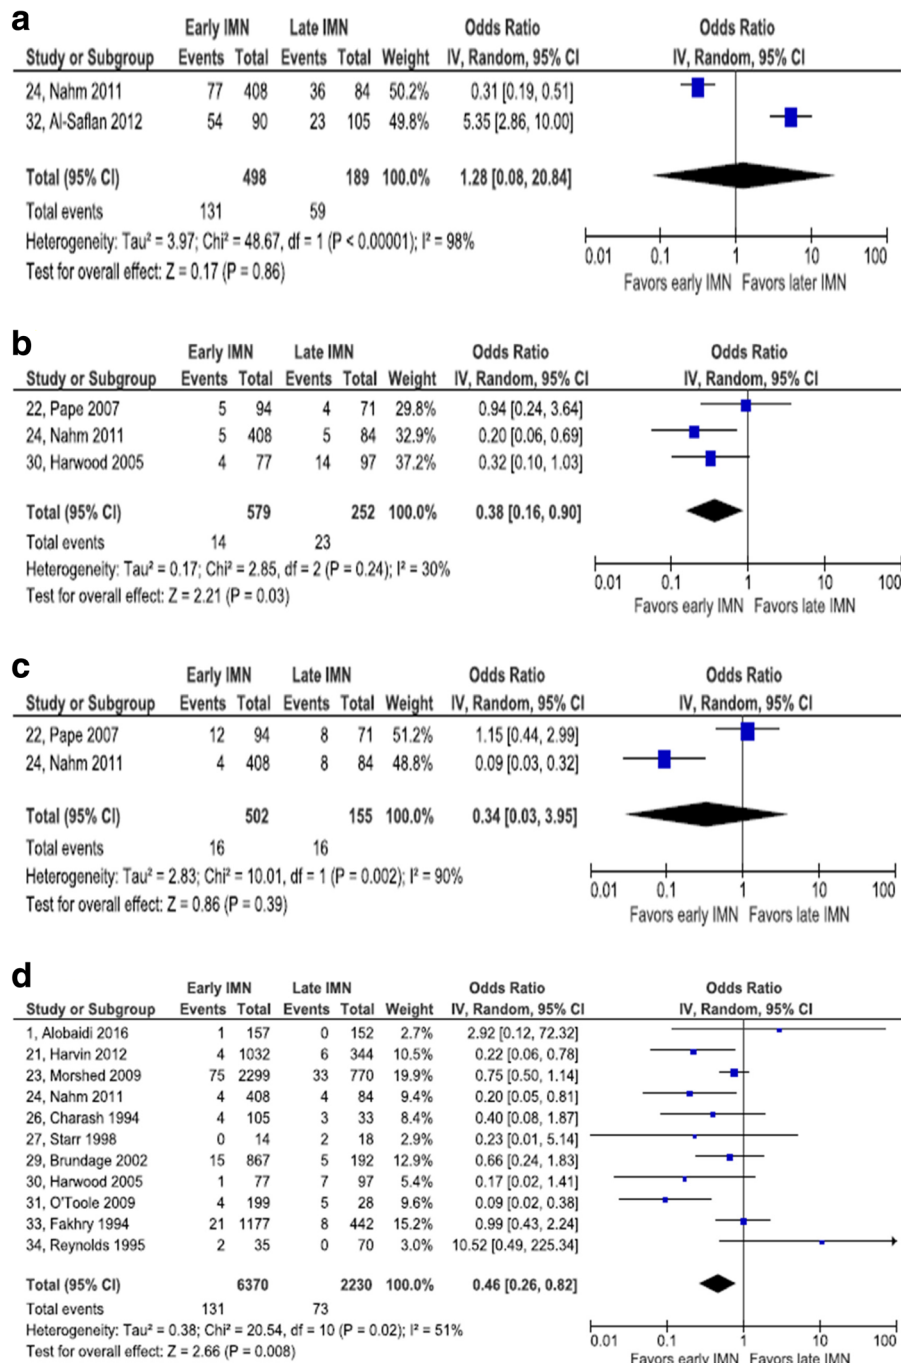 a
Early IMN Late IMN Odds Ratio Odds Ratio
Study or Subgroup Events Total Events Total Weight IV, Random, 95% CI IV, Random, 95% CI
24, Nahm 2011 77 408 36 84 50.2% 0.31 [0.19, 0.51]
32, Al-Saflan 2012 54 90 23 105 49.8% 5.35 [2.86, 10.00]
Total (95% CI) 498 189 100.0% 1.28 [0.08, 20.84]
Total events 131 59
Heterogeneity: Tau² = 3.97; Chi² = 48.67, df = 1 (P < 0.00001); I² = 98%
Test for overall effect: Z = 0.17 (P = 0.86)
0.01 0.1 1 10 100
Favors early IMN Favors later IMN
b
Early IMN Late IMN Odds Ratio Odds Ratio
Study or Subgroup Events Total Events Total Weight IV, Random, 95% CI IV, Random, 95% CI
22, Pape 2007 5 94 4 71 29.8% 0.94 [0.24, 3.64]
24, Nahm 2011 5 408 5 84 32.9% 0.20 [0.06, 0.69]
30, Harwood 2005 4 77 14 97 37.2% 0.32 [0.10, 1.03]
Total (95% CI) 579 252 100.0% 0.38 [0.16, 0.90]
Total events 14 23
Heterogeneity: Tau² = 0.17; Chi² = 2.85, df = 2 (P = 0.24); I² = 30%
Test for overall effect: Z = 2.21 (P = 0.03)
0.01 0.1 1 10 100
Favors early IMN Favors late IMN
c
Early IMN Late IMN Odds Ratio Odds Ratio
Study or Subgroup Events Total Events Total Weight IV, Random, 95% CI IV, Random, 95% CI
22, Pape 2007 12 94 8 71 51.2% 1.15 [0.44, 2.99]
24, Nahm 2011 4 408 8 84 48.8% 0.09 [0.03, 0.32]
Total (95% CI) 502 155 100.0% 0.34 [0.03, 3.95]
Total events 16 16
Heterogeneity: Tau² = 2.83; Chi² = 10.01, df = 1 (P = 0.002); I² = 90%
Test for overall effect: Z = 0.86 (P = 0.39)
0.01 0.1 1 10 100
Favors early IMN Favors late IMN
d
Early IMN Late IMN Odds Ratio Odds Ratio
Study or Subgroup Events Total Events Total Weight IV, Random, 95% CI IV, Random, 95% CI
1, Alobaidi 2016 1 157 0 152 2.7% 2.92 [0.12, 72.32]
21, Harvin 2012 4 1032 6 344 10.5% 0.22 [0.06, 0.78]
23, Morshed 2009 75 2299 33 770 19.9% 0.75 [0.50, 1.14]
24, Nahm 2011 4 408 4 84 9.4% 0.20 [0.05, 0.81]
26, Charash 1994 4 105 3 33 8.4% 0.40 [0.08, 1.87]
27, Starr 1998 0 14 2 18 2.9% 0.23 [0.01, 5.14]
29, Brundage 2002 15 867 5 192 12.9% 0.66 [0.24, 1.83]
30, Harwood 2005 1 77 7 97 5.4% 0.17 [0.02, 1.41]
31, O'Toole 2009 4 199 5 28 9.6% 0.09 [0.02, 0.38]
33, Fakhry 1994 21 1177 8 442 15.2% 0.99 [0.43, 2.24]
34, Reynolds 1995 2 35 0 70 3.0% 10.52 [0.49, 225.34]
Total (95% CI) 6370 2230 100.0% 0.46 [0.26, 0.82]
Total events 131 73
Heterogeneity: Tau² = 0.38; Chi² = 20.54, df = 10 (P = 0.02); I² = 51%
Test for overall effect: Z = 2.66 (P = 0.008)
0.01 0.1 1 10 100
Favors early IMN Favors late IMN